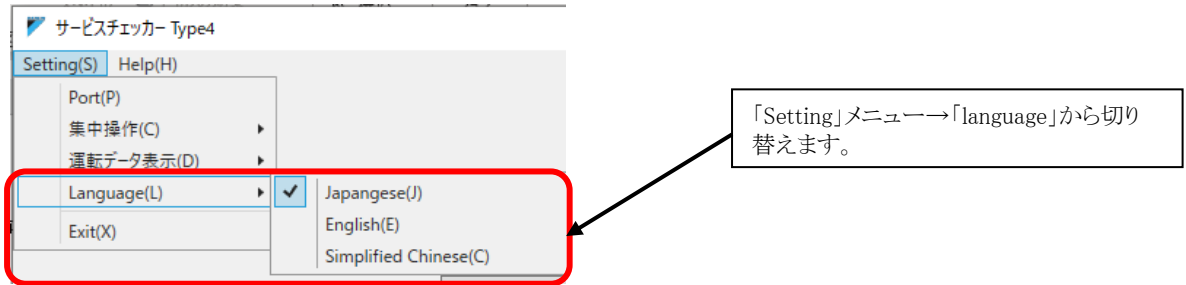 サービスチェッカー Type4
Setting(S) Help(H)
Port(P)
集中操作(C)
運転データ表示(D)
Language(L)
Exit(X)
Japangese(J)
English(E)
Simplified Chinese(C)
「Setting」メニュー→「language」から切り
替えます。